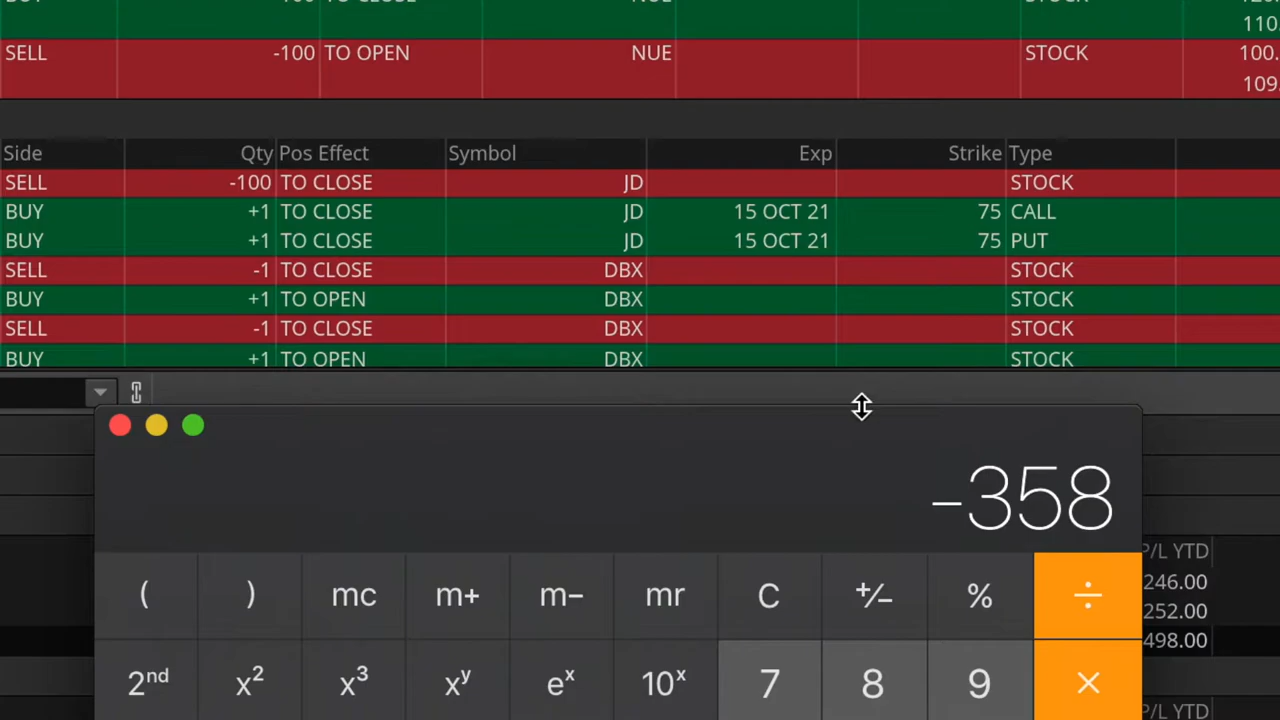 110.
SELL -100 TO OPEN NUE STOCK 100.
109.
Side Qty Pos Effect Symbol Exp Strike Type
SELL -100 TO CLOSE JD STOCK
BUY +1 TO CLOSE JD 15 OCT 21 75 CALL
BUY +1 TO CLOSE JD 15 OCT 21 75 PUT
SELL -1 TO CLOSE DBX STOCK
BUY +1 TO OPEN DBX STOCK
SELL -1 TO CLOSE DBX STOCK
BUY +1 TO OPEN DBX STOCK
-358
P/L YTD
246.00
252.00
498.00
( ) mc m+ m- mr C +/- % ÷
2nd x² x³ xʸ eˣ 10ˣ 7 8 9 ×
P/L YTD